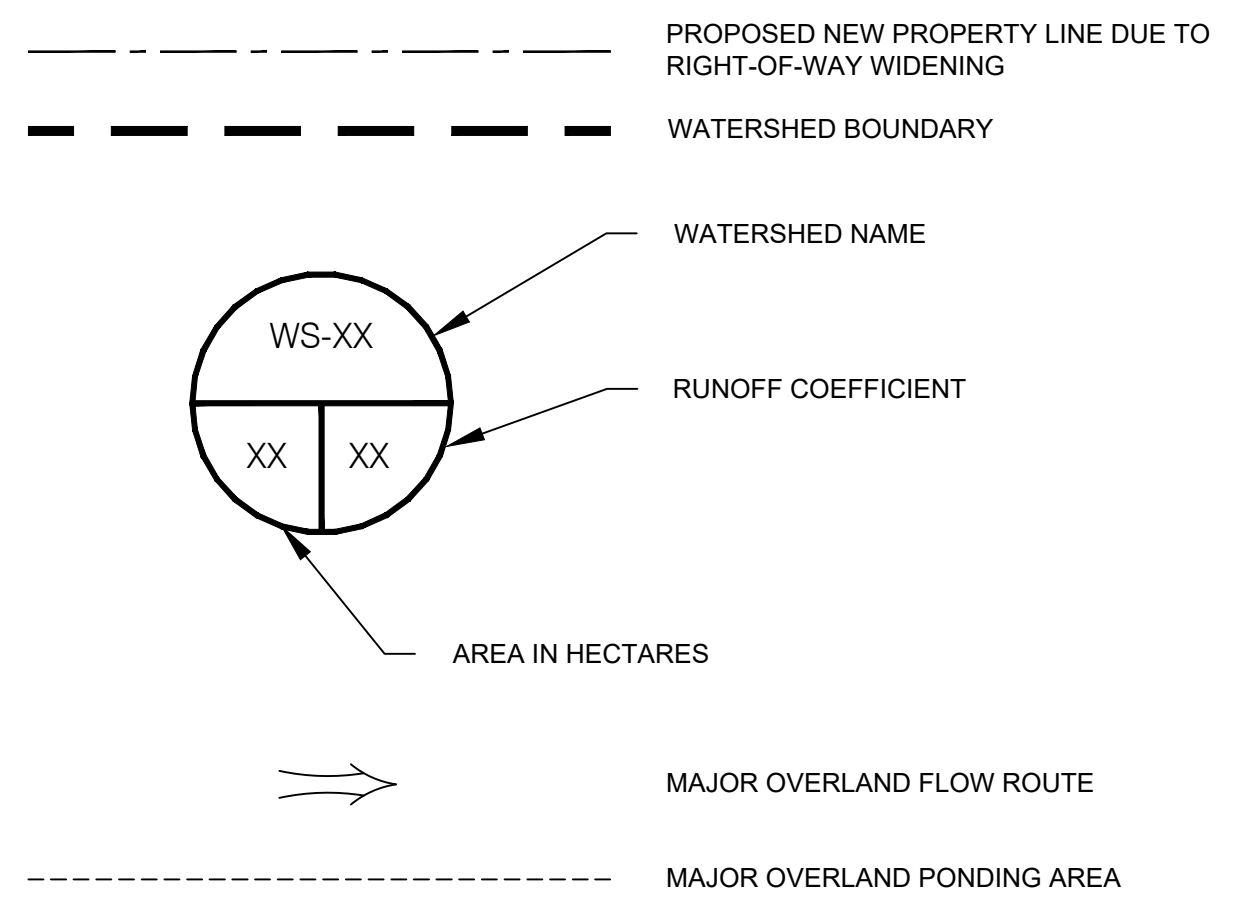 PROPOSED NEW PROPERTY LINE DUE TO
RIGHT-OF-WAY WIDENING
WATERSHED BOUNDARY
WATERSHED NAME
WS-XX
RUNOFF COEFFICIENT
XX XX
AREA IN HECTARES
MAJOR OVERLAND FLOW ROUTE
MAJOR OVERLAND PONDING AREA